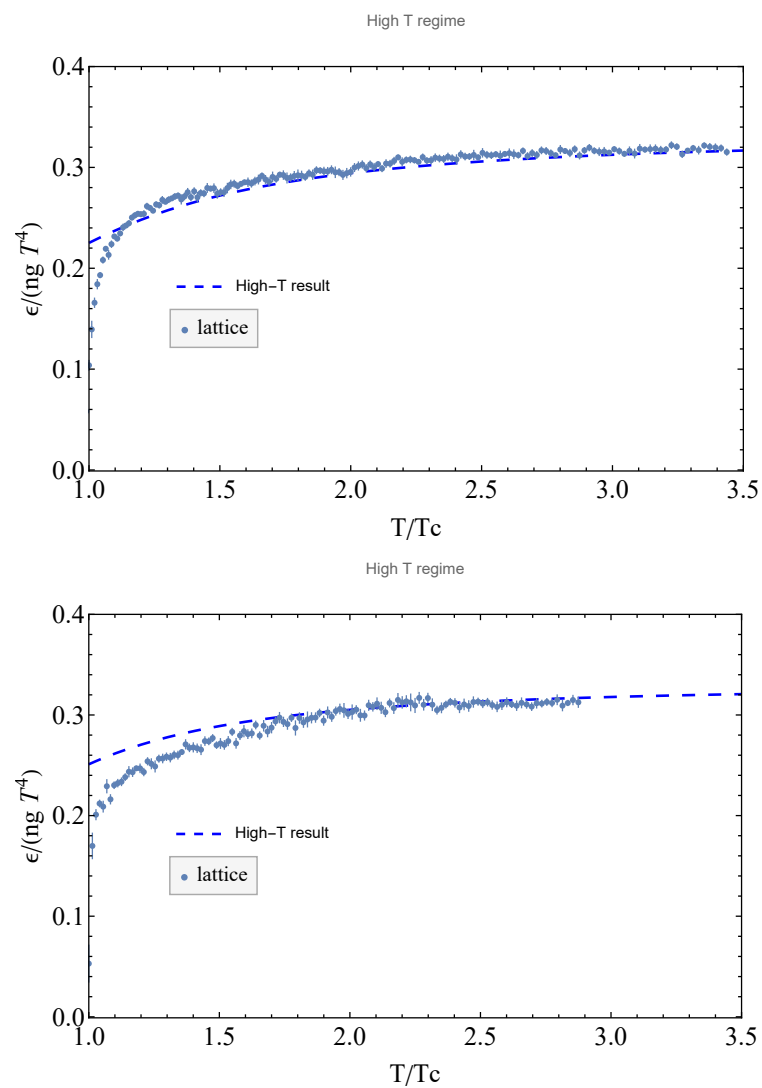 High T regime
0.4
0.3
0.2
0.1
0.0
ϵ/(ng T⁴)
High−T result
lattice
1.0 1.5 2.0 2.5 3.0 3.5
T/Tc
High T regime
0.4
0.3
0.2
0.1
0.0
ϵ/(ng T⁴)
High−T result
lattice
1.0 1.5 2.0 2.5 3.0 3.5
T/Tc